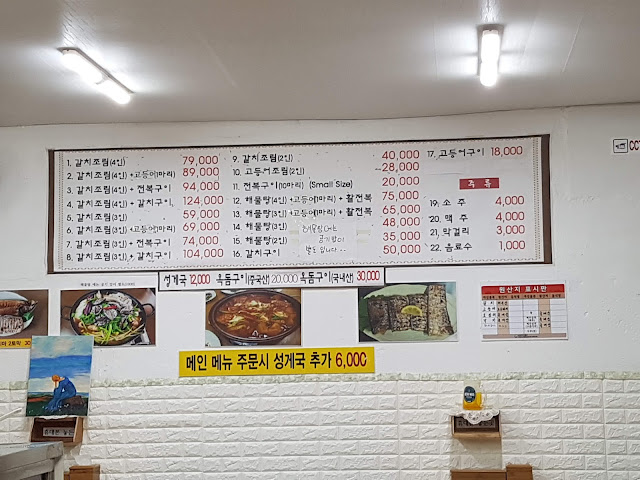 1. 갈치조림(4인) 79,000
2. 갈치조림(4인)+고등어(1마리) 89,000
3. 갈치조림(4인) + 전복구이 94,000
4. 갈치조림(4인) + 갈치구이 124,000
5. 갈치조림(3인) 59,000
6. 갈치조림(3인)+고등어(1마리) 69,000
7. 갈치조림(3인) + 전복구이 74,000
8. 갈치조림(3인) + 갈치구이 104,000
9. 갈치조림(2인) 40,000
10. 고등어조림(2인) 28,000
11. 전복구이(10마리) (Small Size) 20,000
12. 해물탕(4인)+고등어(1마리) + 활전복 75,000
13. 해물탕(3인)+고등어(1마리) + 활전복 65,000
14. 해물탕(3인) 48,000
15. 해물탕(2인) 35,000
16. 갈치구이 50,000
17. 고등어구이 18,000
주 류
19. 소 주 4,000
20. 맥 주 4,000
21. 막걸리 3,000
22. 음료수 1,000
CC
성게국 12,000 옥돔구이(중국산) 20,000 옥돔구이(국내산) 30,000
원산지 표시판
메인 메뉴 주문시 성게국 추가 6,000